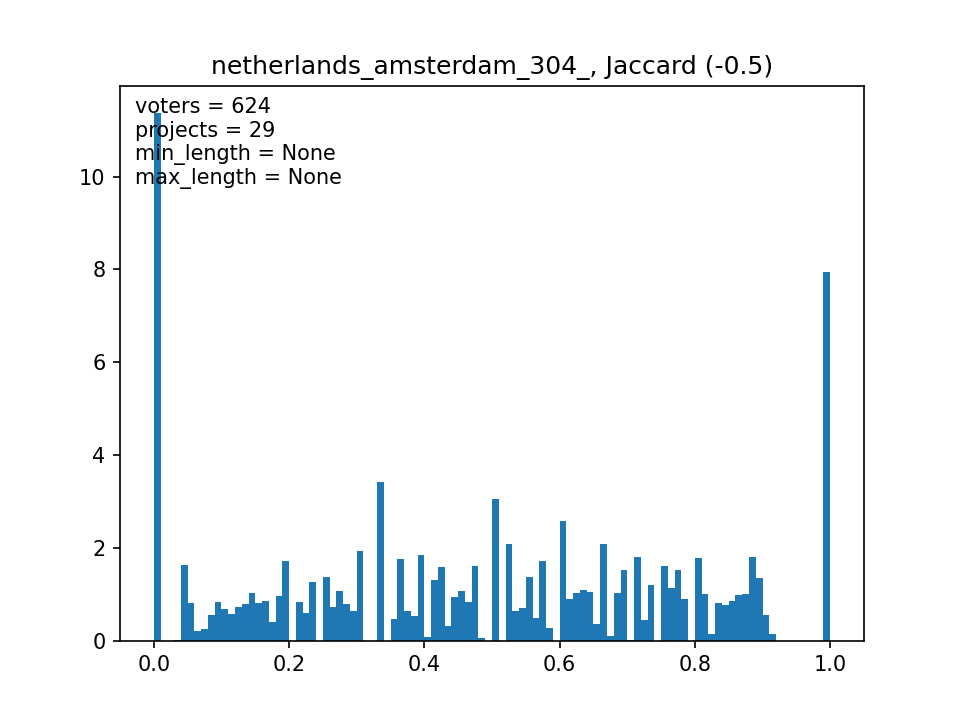 netherlands_amsterdam_304_, Jaccard (-0.5)
voters = 624
projects = 29
min_length = None
max_length = None
10
8
6
4
2
0
0.0 0.2 0.4 0.6 0.8 1.0